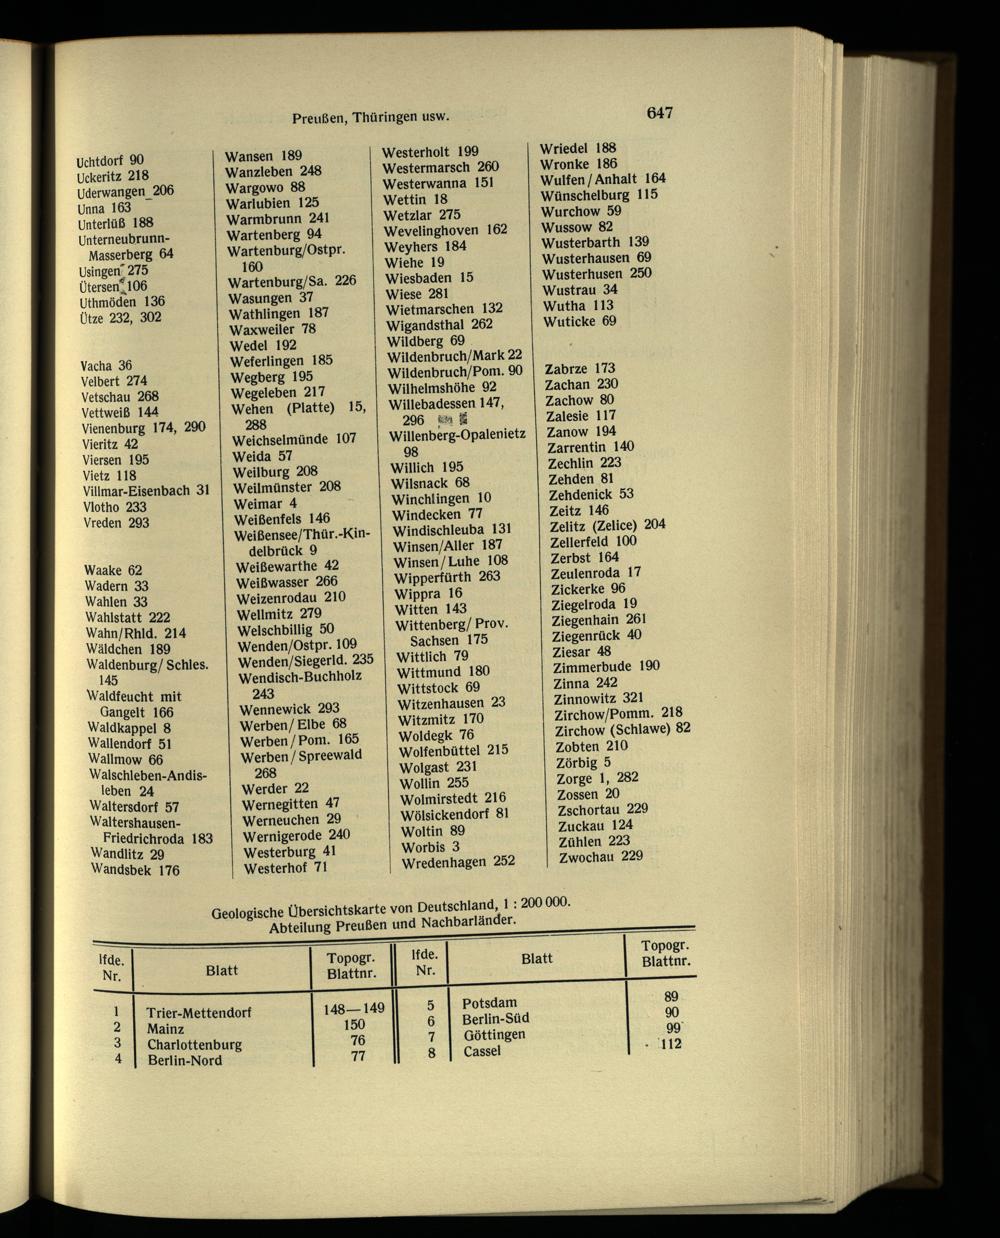 Preußen, Thüringen usw.
647
Uchtdorf 90
Uckeritz 218
Uderwangen 206
Unna 163
Unterlüß 188
Unterneubrunn-
Masserberg 64
Usingen 275
Ütersen 106
Uthmöden 136
Ütze 232, 302
Vacha 36
Velbert 274
Vetschau 268
Vettweiß 144
Vienenburg 174, 290
Vieritz 42
Viersen 195
Vietz 118
Villmar-Eisenbach 31
Vlotho 233
Vreden 293
Waake 62
Wadern 33
Wahlen 33
Wahlstatt 222
Wahn/Rhld. 214
Wäldchen 189
Waldenburg/Schles.
145
Waldfeucht mit
Gangelt 166
Waldkappel 8
Wallendorf 51
Wallmow 66
Walschleben-Andis-
leben 24
Waltersdorf 57
Waltershausen-
Friedrichroda 183
Wandlitz 29
Wandsbek 176
Wansen 189
Wanzleben 248
Wargowo 88
Warlubien 125
Warmbrunn 241
Wartenberg 94
Wartenburg/Ostpr.
160
Wartenburg/Sa. 226
Wasungen 37
Wathlingen 187
Waxweiler 78
Wedel 192
Weferlingen 185
Wegberg 195
Wegeleben 217
Wehen (Platte) 15,
288
Weichselmünde 107
Weida 57
Weilburg 208
Weilmünster 208
Weimar 4
Weißenfels 146
Weißensee/Thür.-Kin-
delbrück 9
Weißewarthe 42
Weißwasser 266
Weizenrodau 210
Wellmitz 279
Welschbillig 50
Wenden/Ostpr. 109
Wenden/Siegerld. 235
Wendisch-Buchholz
243
Wennewick 293
Werben/Elbe 68
Werben/Pom. 165
Werben/Spreewald
268
Werder 22
Wernegitten 47
Werneuchen 29
Wernigerode 240
Westerburg 41
Westerhof 71
Westerholt 199
Westermarsch 260
Westerwanna 151
Wettin 18
Wetzlar 275
Wevelinghoven 162
Weyhers 184
Wiehe 19
Wiesbaden 15
Wiese 281
Wietmarschen 132
Wigandsthal 262
Wildberg 69
Wildenbruch/Mark 22
Wildenbruch/Pom. 90
Wilhelmshöhe 92
Willebadessen 147,
296
Willenberg-Opalenietz
98
Willich 195
Wilsnack 68
Winchlingen 10
Windecken 77
Windischleuba 131
Winsen/Aller 187
Winsen/Luhe 108
Wipperfürth 263
Wippra 16
Witten 143
Wittenberg/Prov.
Sachsen 175
Wittlich 79
Wittmund 180
Wittstock 69
Witzenhausen 23
Witzmitz 170
Woldegk 76
Wolfenbüttel 215
Wolgast 231
Wollin 255
Wolmirstedt 216
Wölsickendorf 81
Woltin 89
Worbis 3
Wredenhagen 252
Wriedel 188
Wronke 186
Wulfen/Anhalt 164
Wünschelburg 115
Wurchow 59
Wussow 82
Wusterbarth 139
Wusterhausen 69
Wusterhusen 250
Wustrau 34
Wutha 113
Wuticke 69
Zabrze 173
Zachan 230
Zachow 80
Zalesie 117
Zanow 194
Zarrentin 140
Zechlin 223
Zehden 81
Zehdenick 53
Zeitz 146
Zelitz (Zelice) 204
Zellerfeld 100
Zerbst 164
Zeulenroda 17
Zickerke 96
Ziegelroda 19
Ziegenhain 261
Ziegenrück 40
Ziesar 48
Zimmerbude 190
Zinna 242
Zinnowitz 321
Zirchow/Pomm. 218
Zirchow (Schlawe) 82
Zobten 210
Zörbig 5
Zorge 1, 282
Zossen 20
Zschortau 229
Zuckau 124
Zühlen 223
Zwochau 229
Geologische Übersichtskarte von Deutschland, 1 : 200 000.
Abteilung Preußen und Nachbarländer.
lfde. Nr. Blatt Topogr. Blattnr. lfde. Nr. Blatt Topogr. Blattnr.
1 Trier-Mettendorf 148—149 5 Potsdam 89
2 Mainz 150 6 Berlin-Süd 90
3 Charlottenburg 76 7 Göttingen 99
4 Berlin-Nord 77 8 Cassel 112